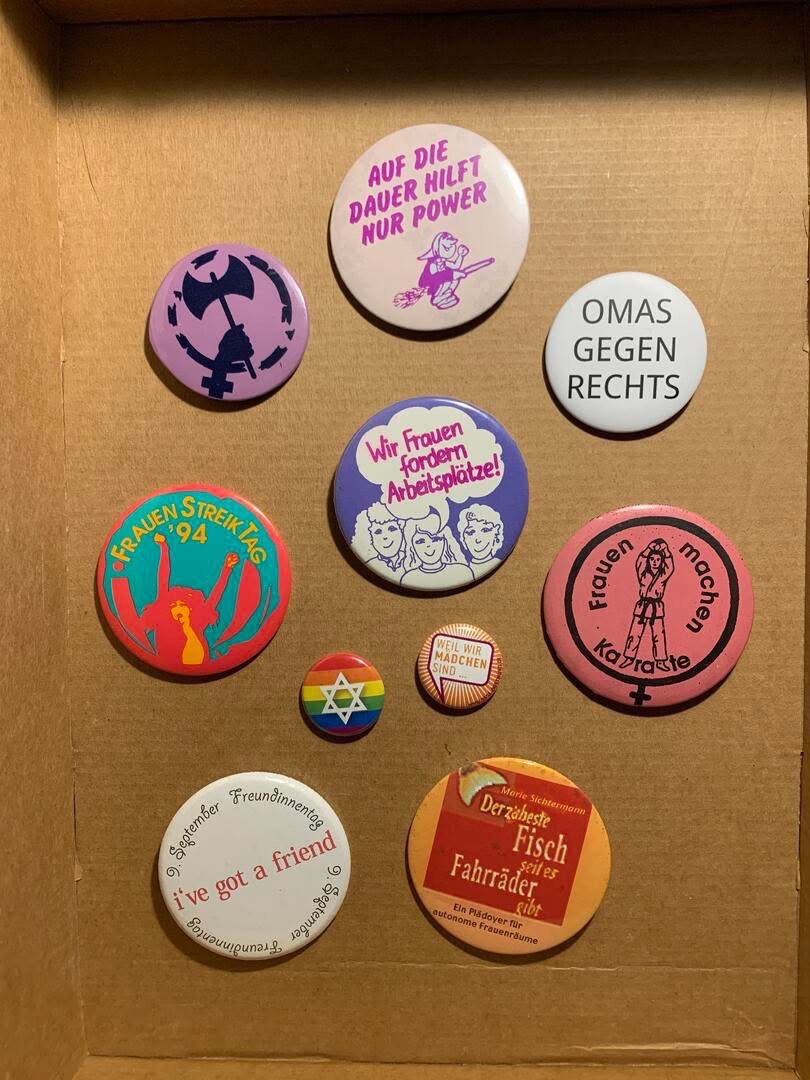 AUF DIE
DAUER HILFT
NUR POWER
OMAS
GEGEN
RECHTS
Wir Frauen
fordern
Arbeitsplätze!
FRAUEN STREIK TAG
'94
Frauen machen
Karate
WEIL WIR
MÄDCHEN
SIND ...
9. September Freundinnentag
i've got a friend
9. September
Freundinnentag
Marie Sichtermann
Der zäheste
Fisch
seit es
Fahrräder
gibt
Ein Plädoyer für
autonome Frauenräume